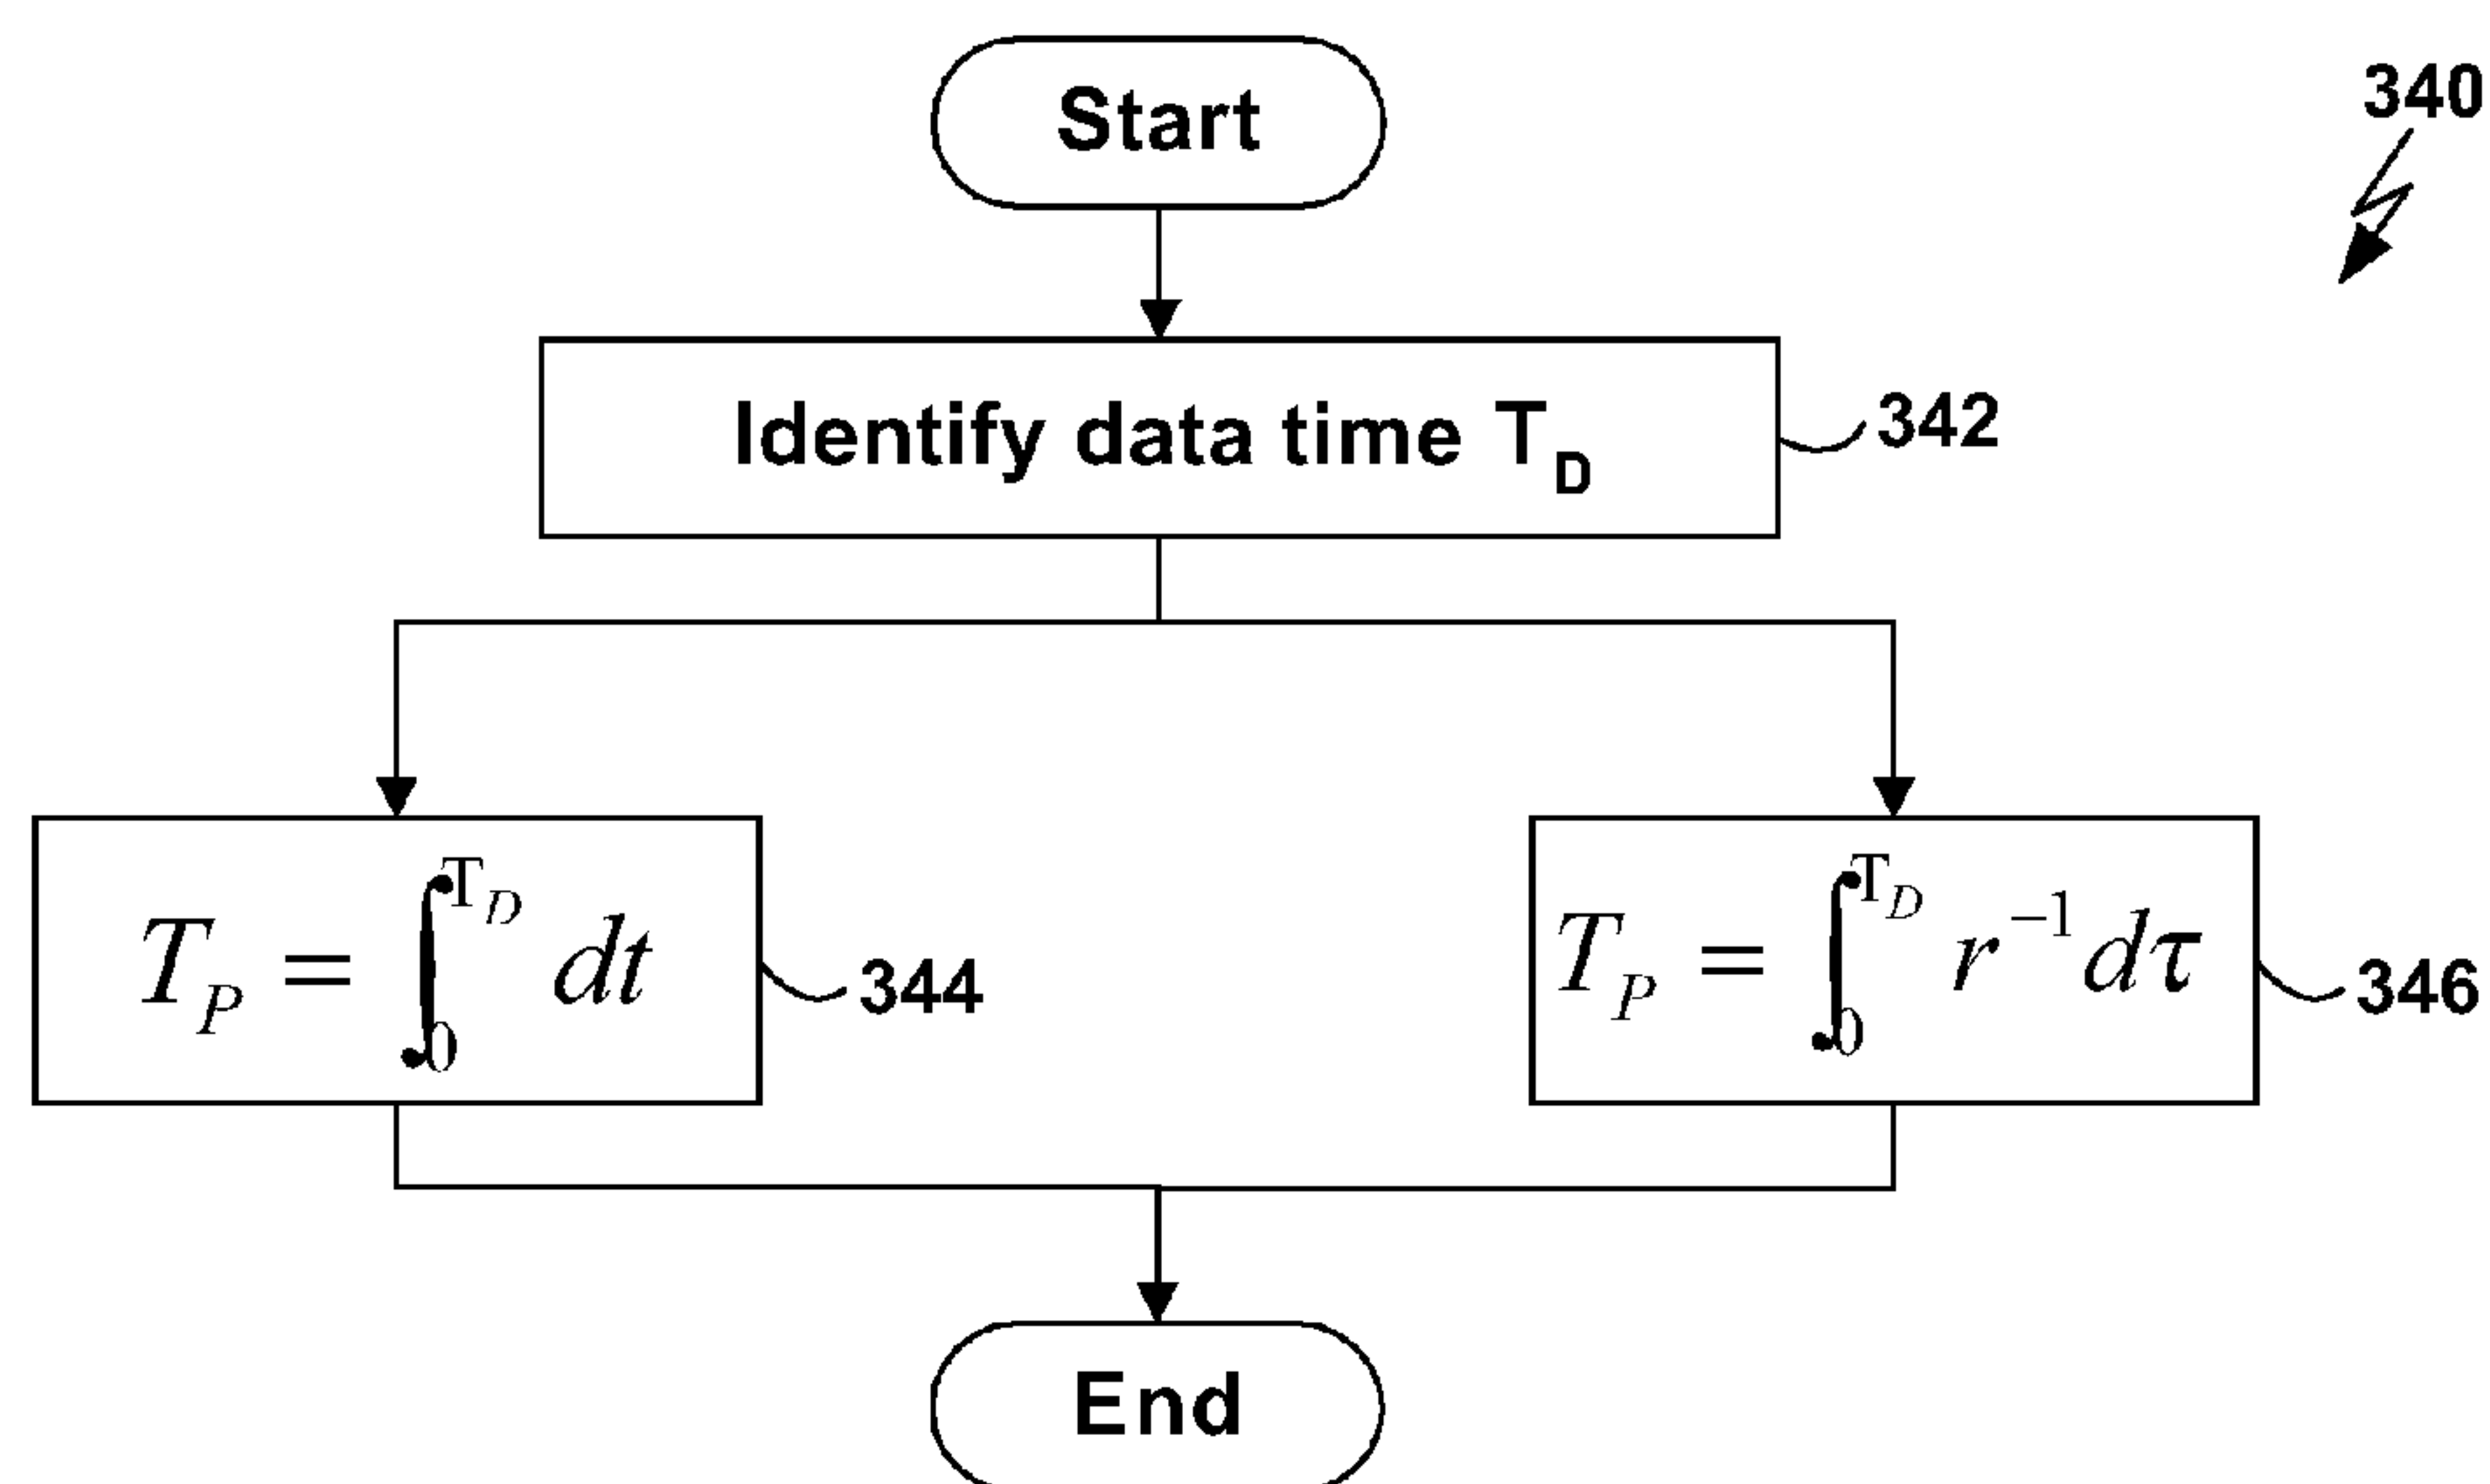 Start
340
Identify data time T_D
342
T_P = ∫_0^{T_D} dt
344
T_P = ∫_0^{T_D} r^{-1} dτ
346
End